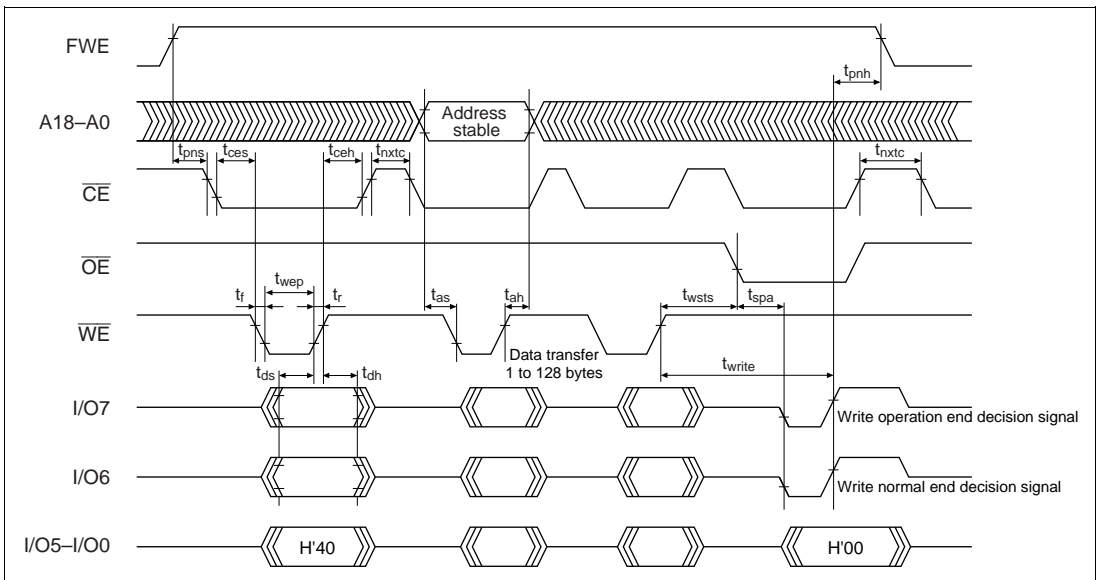 FWE
tpnh
A18–A0
Address
stable
tpns
tces
tceh
tnxtc
tnxtc
CE
OE
tf
twep
tr
tas
tah
twsts
tspa
WE
Data transfer
1 to 128 bytes
tds
tdh
twrite
I/O7
Write operation end decision signal
I/O6
Write normal end decision signal
I/O5–I/O0
H'40
H'00